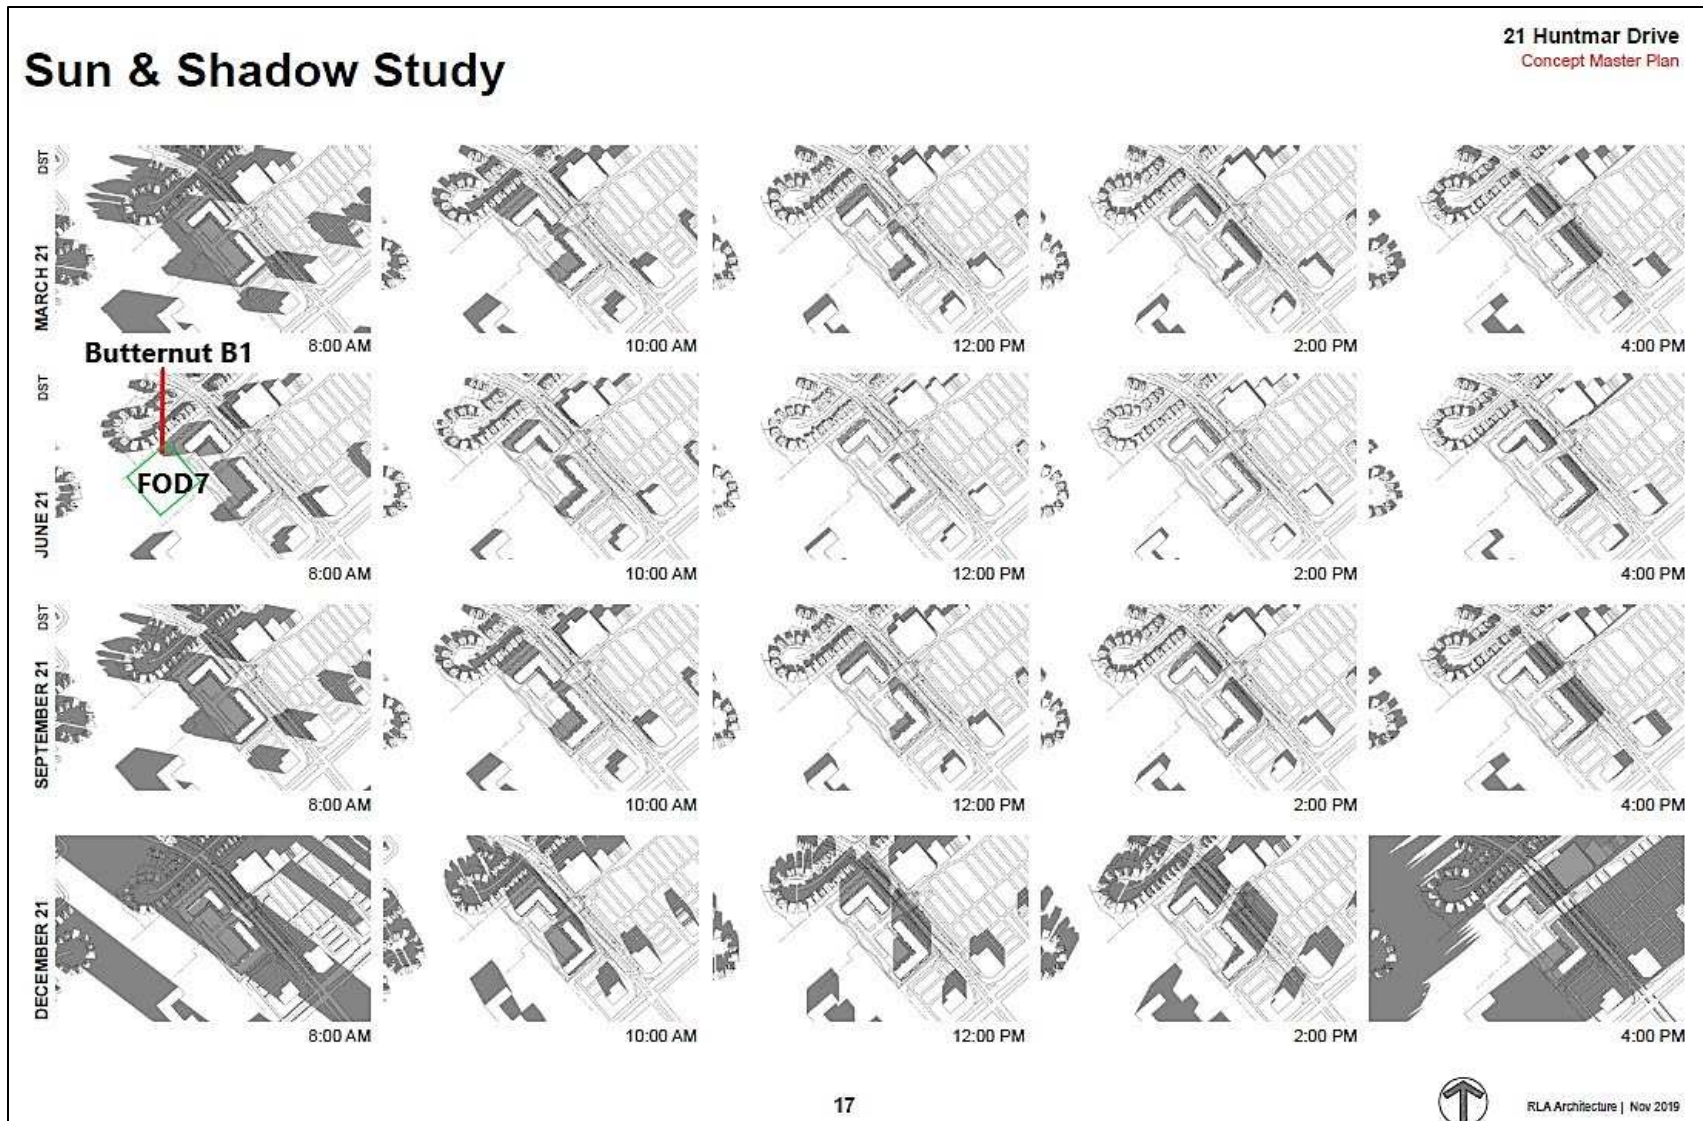 21 Huntmar Drive
Concept Master Plan
Sun & Shadow Study
DST
MARCH 21
8:00 AM
10:00 AM
12:00 PM
2:00 PM
4:00 PM
Butternut B1
FOD7
DST
JUNE 21
8:00 AM
10:00 AM
12:00 PM
2:00 PM
4:00 PM
DST
SEPTEMBER 21
8:00 AM
10:00 AM
12:00 PM
2:00 PM
4:00 PM
DECEMBER 21
8:00 AM
10:00 AM
12:00 PM
2:00 PM
4:00 PM
17
RLA Architecture | Nov 2019